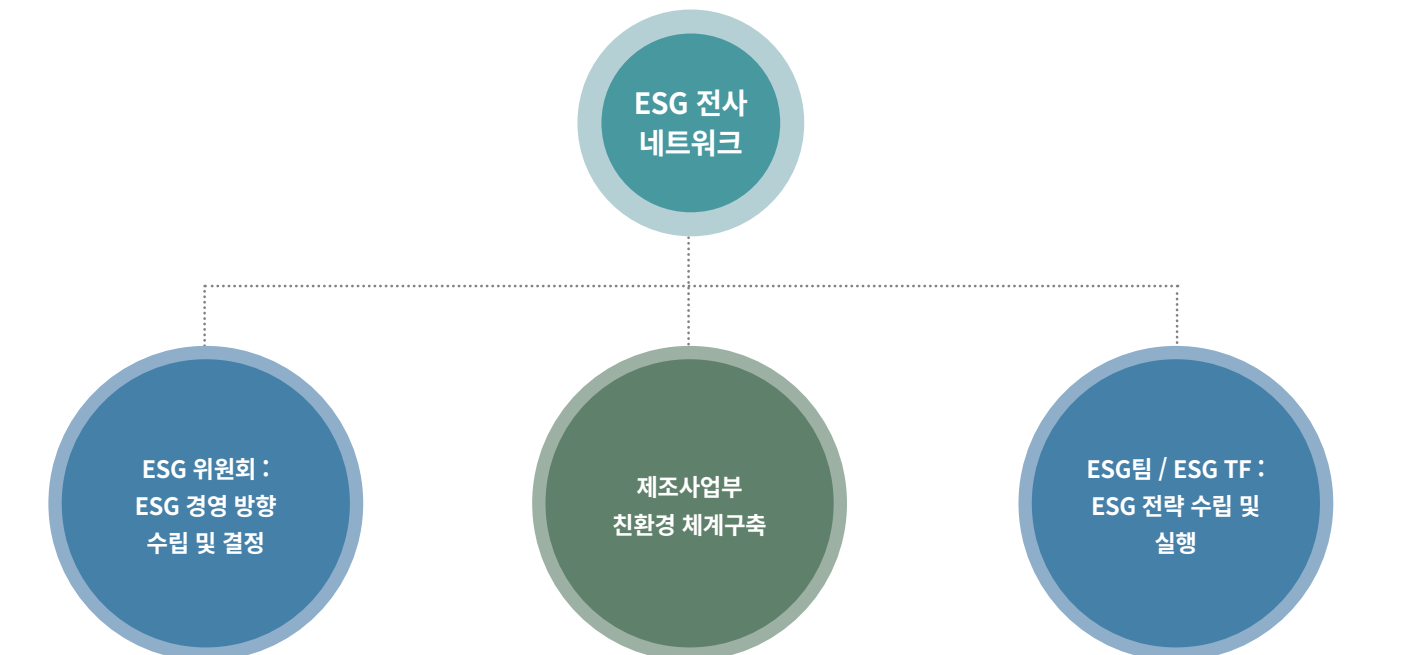 ESG 전사
네트워크
ESG 위원회 :
ESG 경영 방향
수립 및 결정
제조사업부
친환경 체계구축
ESG팀 / ESG TF :
ESG 전략 수립 및
실행